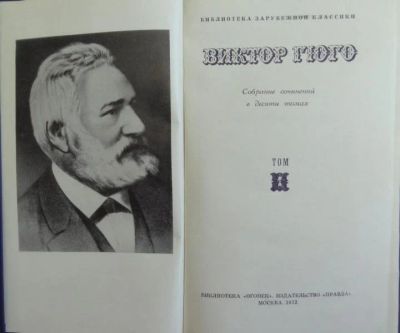 БИБЛИОТЕКА ЗАРУБЕЖНОЙ КЛАССИКИ
ВИКТОР ГЮГО
Собрание сочинений
в десяти томах
ТОМ
БИБЛИОТЕКА «ОГОНЕК». ИЗДАТЕЛЬСТВО «ПРАВДА».
МОСКВА. 1972